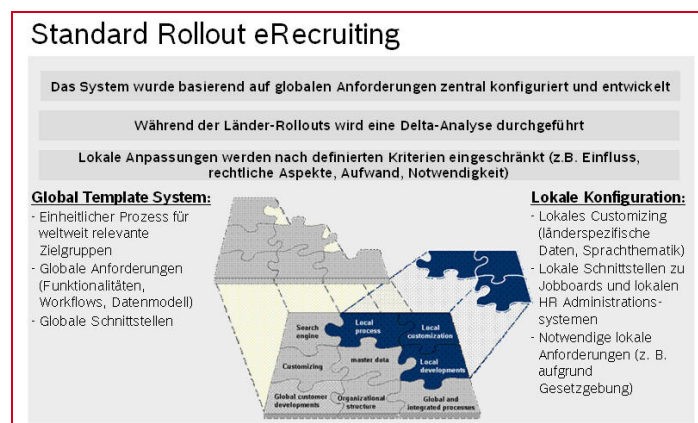 Standard Rollout eRecruiting
Das System wurde basierend auf globalen Anforderungen zentral konfiguriert und entwickelt
Während der Länder-Rollouts wird eine Delta-Analyse durchgeführt
Lokale Anpassungen werden nach definierten Kriterien eingeschränkt (z.B. Einfluss,
rechtliche Aspekte, Aufwand, Notwendigkeit)
Global Template System:
- Einheitlicher Prozess für
weltweit relevante
Zielgruppen
- Globale Anforderungen
(Funktionalitäten,
Workflows, Datenmodell)
- Globale Schnittstellen
Search
engine
Local
process
Local
customization
Customizing
master data
Local
developments
Global customer
developments
Organizational
structure
Global and
integrated processes
Lokale Konfiguration:
- Lokales Customizing
(länderspezifische
Daten, Sprachthematik)
- Lokale Schnittstellen zu
Jobboards und lokalen
HR Administrations-
systemen
- Notwendige lokale
Anforderungen (z. B.
aufgrund
Gesetzgebung)